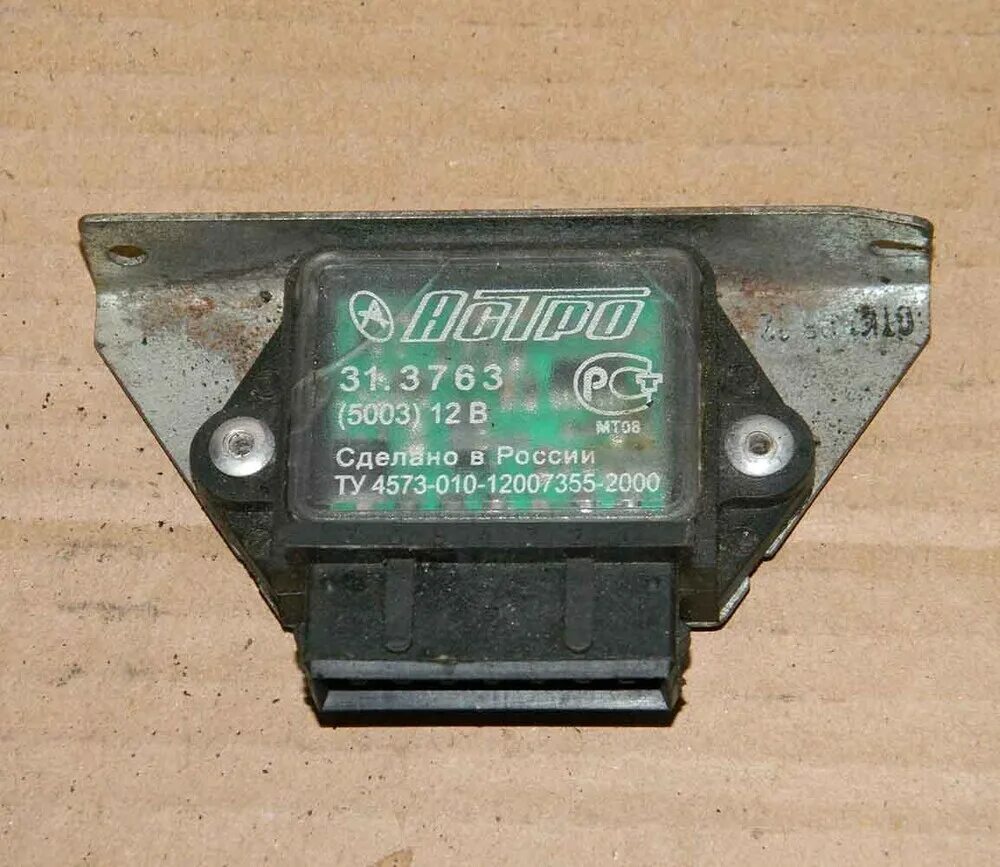 АСТРО
31.3763
(5003) 12 В
РСТ
МТ08
Сделано в России
ТУ 4573-010-12007355-2000